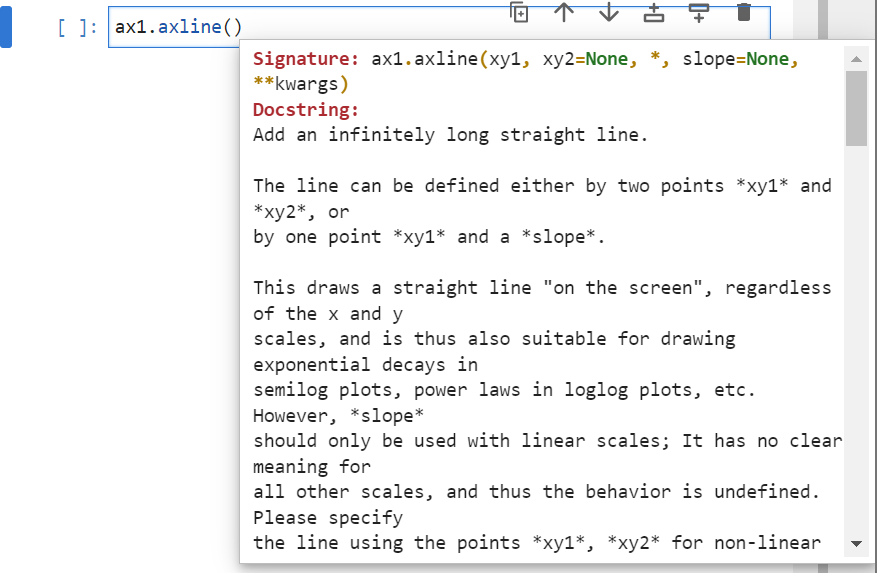 [ ]: ax1.axline()
Signature: ax1.axline(xy1, xy2=None, *, slope=None,
**kwargs)
Docstring:
Add an infinitely long straight line.
The line can be defined either by two points *xy1* and
*xy2*, or
by one point *xy1* and a *slope*.
This draws a straight line "on the screen", regardless
of the x and y
scales, and is thus also suitable for drawing
exponential decays in
semilog plots, power laws in loglog plots, etc.
However, *slope*
should only be used with linear scales; It has no clear
meaning for
all other scales, and thus the behavior is undefined.
Please specify
the line using the points *xy1*, *xy2* for non-linear